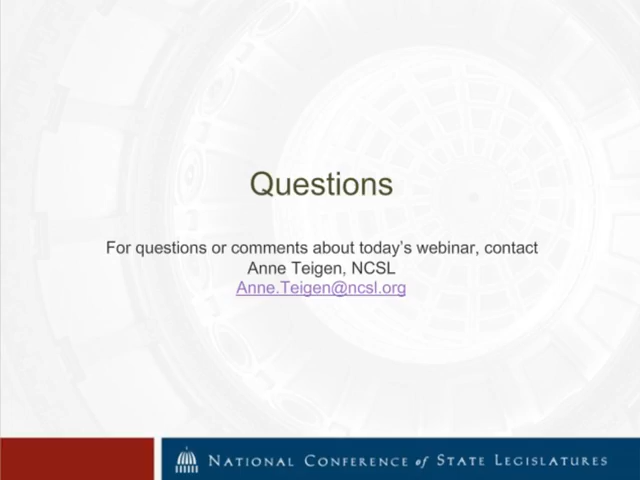 Questions
For questions or comments about today's webinar, contact
Anne Teigen, NCSL
Anne.Teigen@ncsl.org
NATIONAL CONFERENCE of STATE LEGISLATURES